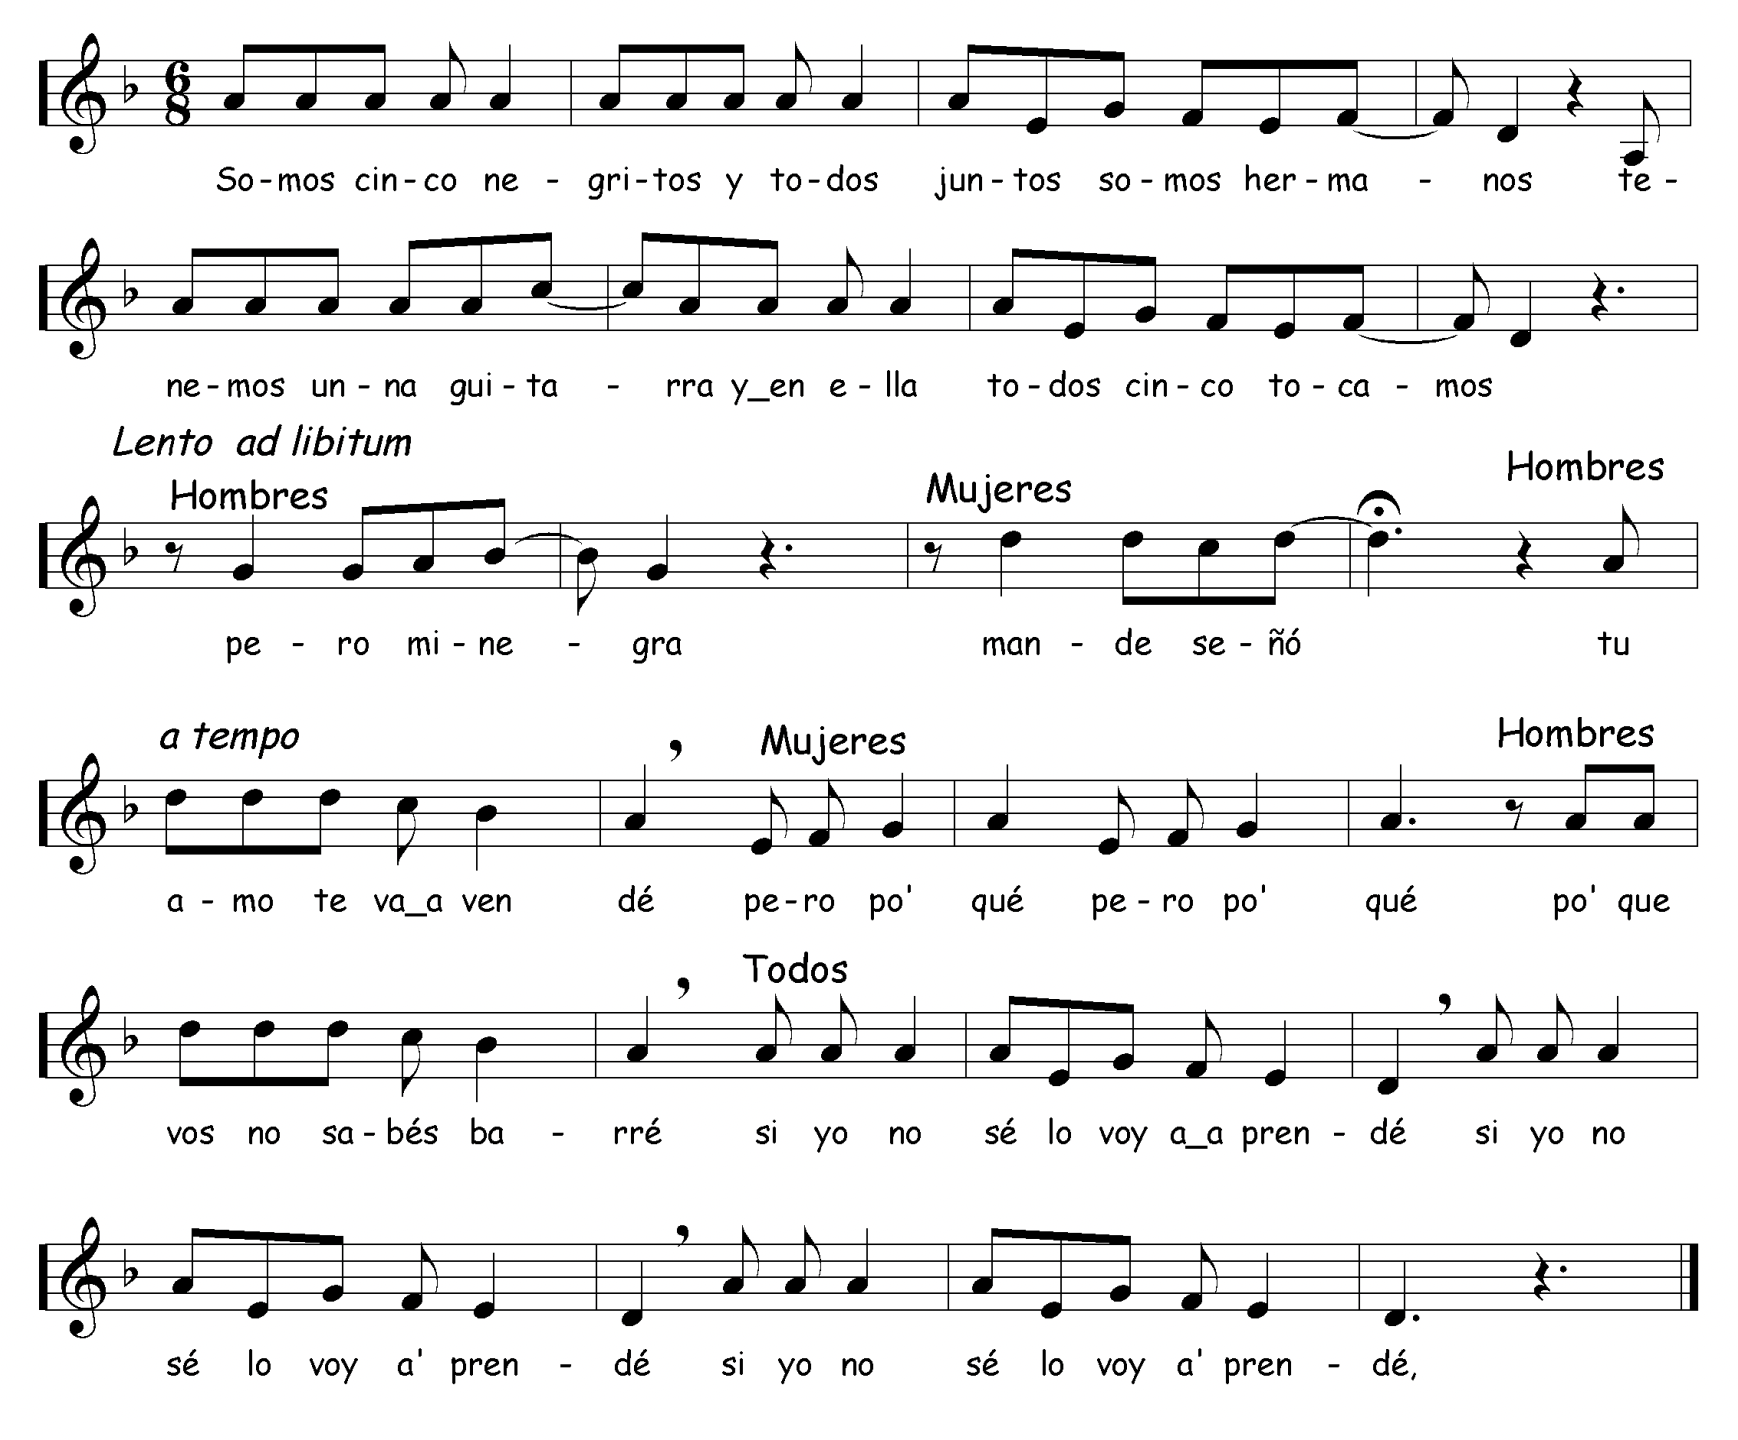 6
8
So-mos cin-co ne - gri-tos y to-dos jun-tos so-mos her-ma - nos te-
ne-mos un-na gui-ta - rra y_en e-lla to-dos cin-co to-ca - mos
Lento ad libitum
Hombres Mujeres Hombres
pe - ro mi-ne - gra man - de se-ñó tu
a tempo Mujeres Hombres
a - mo te va_a ven dé pe-ro po' qué pe-ro po' qué po' que
Todos
vos no sa-bés ba - rré si yo no sé lo voy a_a pren - dé si yo no
sé lo voy a' pren - dé si yo no sé lo voy a' pren - dé,